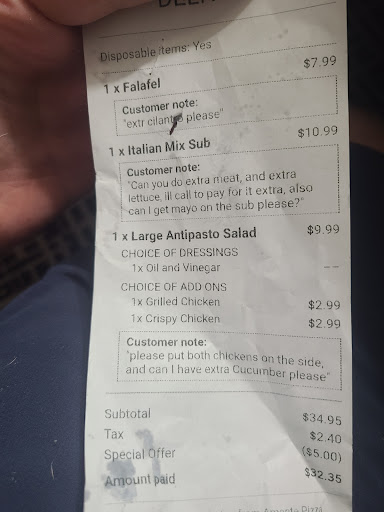 Disposable items: Yes
1 x Falafel $7.99
Customer note:
"extr cilantro please"
1 x Italian Mix Sub $10.99
Customer note:
"Can you do extra meat, and extra
lettuce, ill call to pay for it extra, also
can I get mayo on the sub please?"
1 x Large Antipasto Salad $9.99
CHOICE OF DRESSINGS
1x Oil and Vinegar --
CHOICE OF ADD ONS
1x Grilled Chicken $2.99
1x Crispy Chicken $2.99
Customer note:
"please put both chickens on the side,
and can I have extra Cucumber please"
Subtotal $34.95
Tax $2.40
Special Offer ($5.00)
Amount paid $32.35